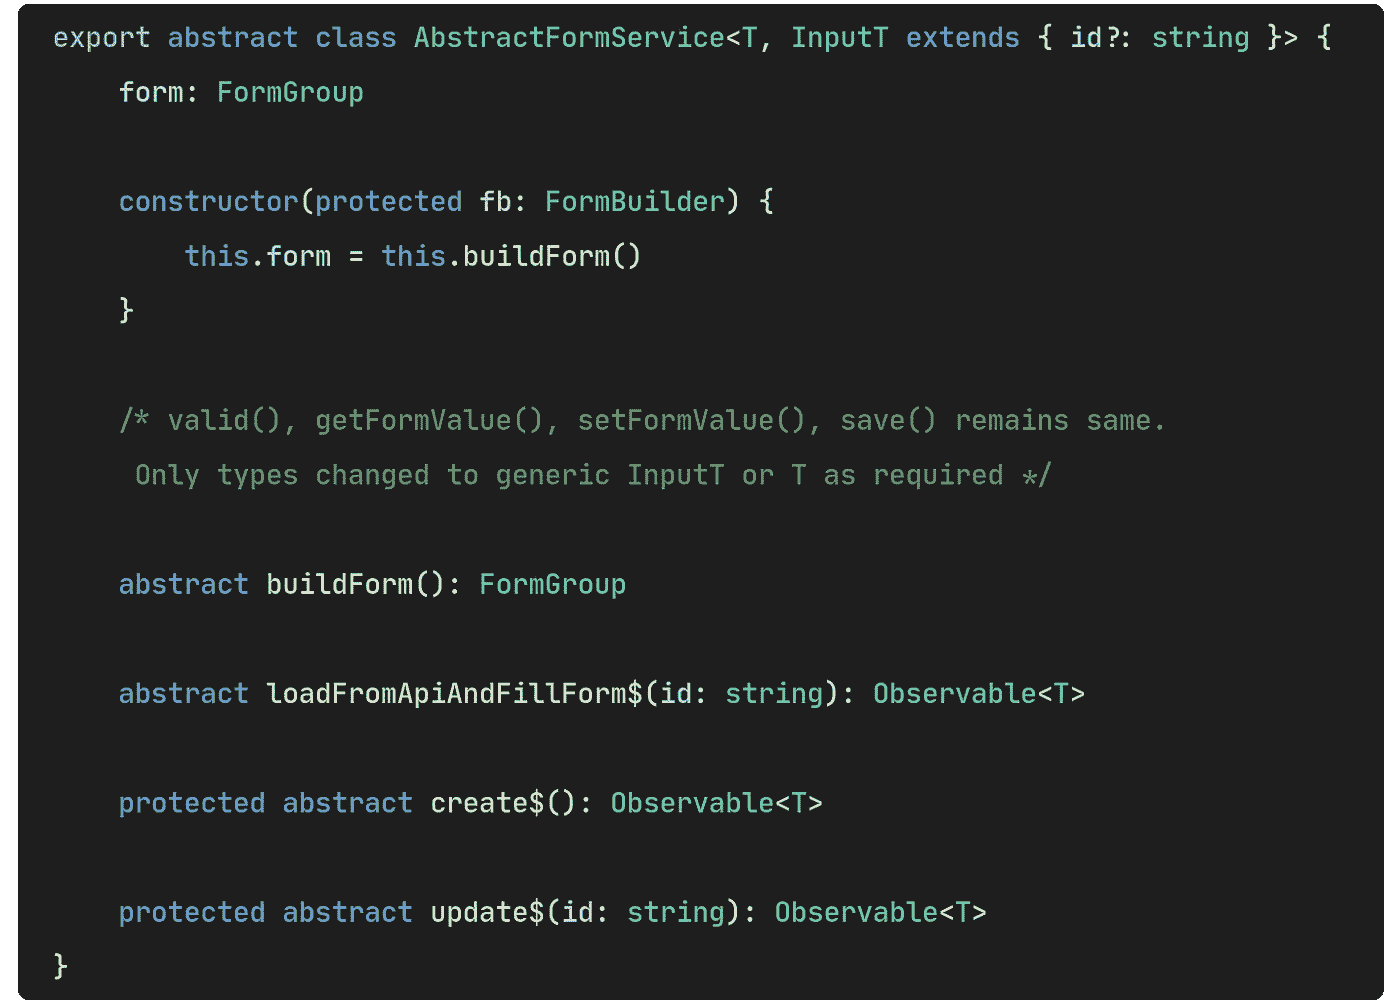 export abstract class AbstractFormService<T, InputT extends { id?: string }> {
form: FormGroup
constructor(protected fb: FormBuilder) {
this.form = this.buildForm()
}
/* valid(), getFormValue(), setFormValue(), save() remains same.
Only types changed to generic InputT or T as required */
abstract buildForm(): FormGroup
abstract loadFromApiAndFillForm$(id: string): Observable<T>
protected abstract create$(): Observable<T>
protected abstract update$(id: string): Observable<T>
}